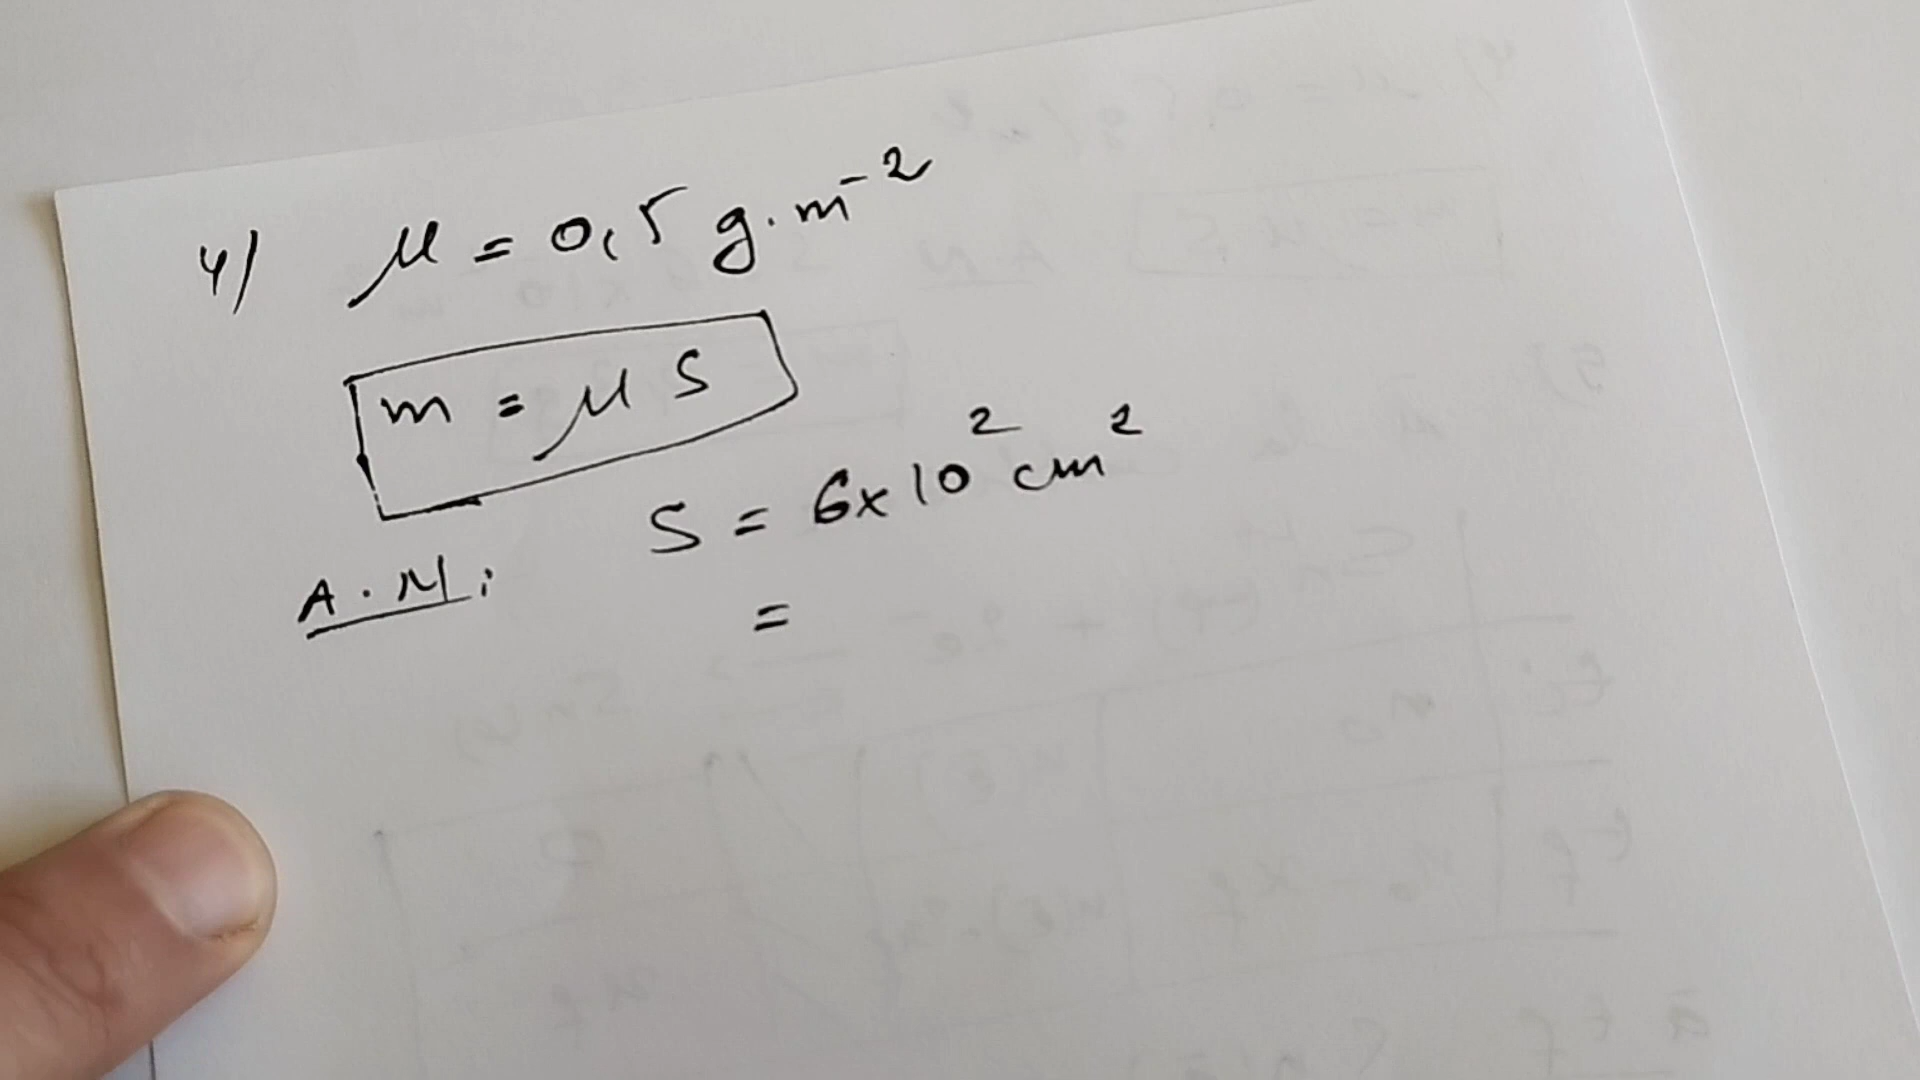 4) μ = 0,5 g.m⁻²
m = μ S
S = 6x10² cm²
A.N:
=